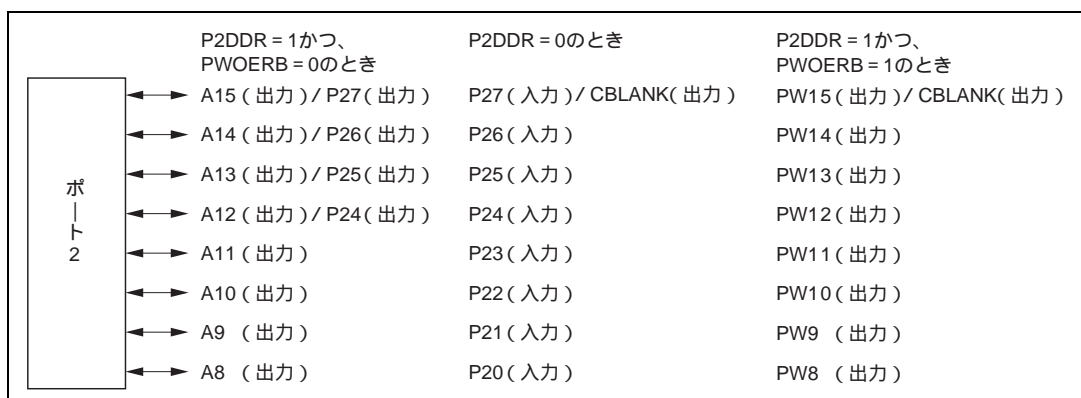 P2DDR = 1かつ、 P2DDR = 0のとき P2DDR = 1かつ、
PWOERB = 0のとき PWOERB = 1のとき
A15 (出力) / P27 (出力) P27 (入力) / CBLANK (出力) PW15 (出力) / CBLANK (出力)
A14 (出力) / P26 (出力) P26 (入力) PW14 (出力)
A13 (出力) / P25 (出力) P25 (入力) PW13 (出力)
A12 (出力) / P24 (出力) P24 (入力) PW12 (出力)
ポート2
A11 (出力) P23 (入力) PW11 (出力)
A10 (出力) P22 (入力) PW10 (出力)
A9 (出力) P21 (入力) PW9 (出力)
A8 (出力) P20 (入力) PW8 (出力)